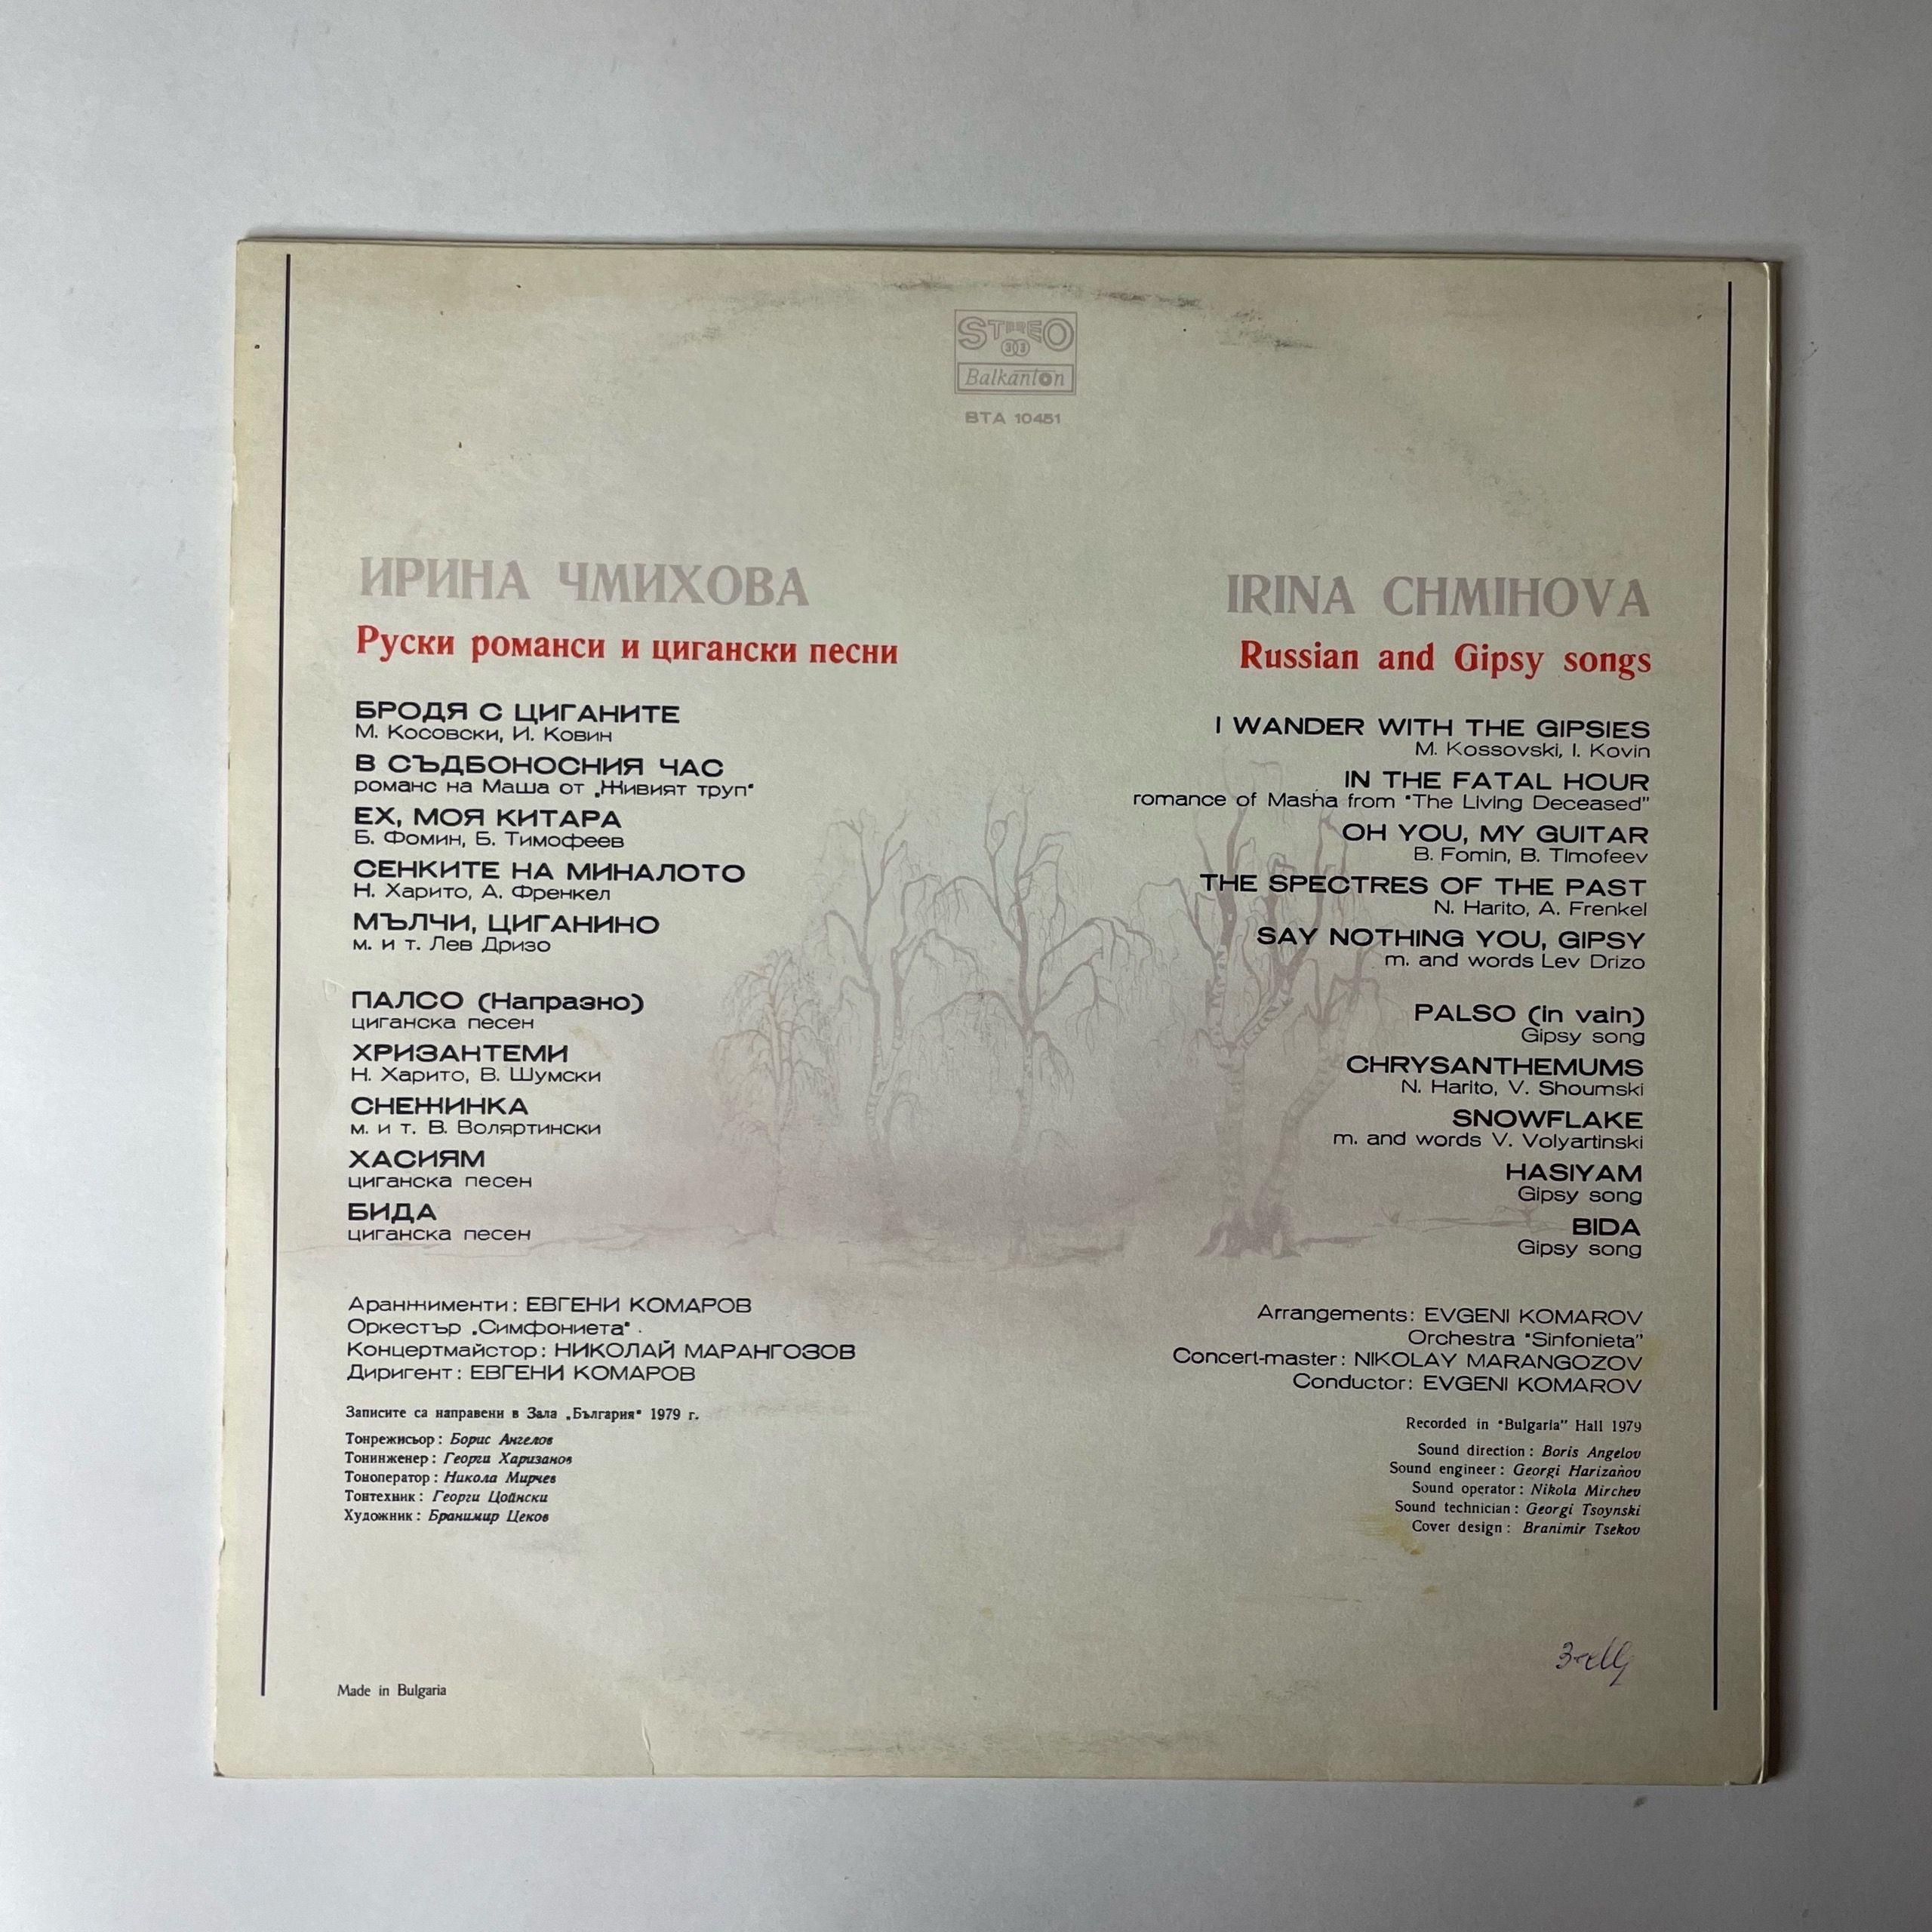 STEREO
33
Balkanton
ВТА 10451
ИРИНА ЧМИХОВА
Руски романси и цигански песни
БРОДЯ С ЦИГАНИТЕ
М. Косовски, И. Ковин
В СЪДБОНОСНИЯ ЧАС
романс на Маша от „Живият труп“
ЕХ, МОЯ КИТАРА
Б. Фомин, Б. Тимофеев
СЕНКИТЕ НА МИНАЛОТО
Н. Харито, А. Френкел
МЪЛЧИ, ЦИГАНИНО
м. и т. Лев Дризо
ПАЛСО (Напразно)
циганска песен
ХРИЗАНТЕМИ
Н. Харито, В. Шумски
СНЕЖИНКА
м. и т. В. Воляртински
ХАСИЯМ
циганска песен
БИДА
циганска песен
Аранжименти: ЕВГЕНИ КОМАРОВ
Оркестър „Симфониета“
Концертмайстор: НИКОЛАЙ МАРАНГОЗОВ
Диригент: ЕВГЕНИ КОМАРОВ
Записите са направени в Зала „България“ 1979 г.
Тонрежисьор: Борис Ангелов
Тонинженер: Георги Харизанов
Тоноператор: Никола Мирчев
Тонтехник: Георги Цойнски
Художник: Бранимир Цеков
Made in Bulgaria
IRINA CHMIHOVA
Russian and Gipsy songs
I WANDER WITH THE GIPSIES
M. Kossovski, I. Kovin
IN THE FATAL HOUR
romance of Masha from "The Living Deceased"
OH YOU, MY GUITAR
B. Fomin, B. TImofeev
THE SPECTRES OF THE PAST
N. Harito, A. Frenkel
SAY NOTHING YOU, GIPSY
m. and words Lev Drizo
PALSO (in vain)
Gipsy song
CHRYSANTHEMUMS
N. Harito, V. Shoumski
SNOWFLAKE
m. and words V. Volyartinski
HASIYAM
Gipsy song
BIDA
Gipsy song
Arrangements: EVGENI KOMAROV
Orchestra "Sinfonieta"
Concert-master: NIKOLAY MARANGOZOV
Conductor: EVGENI KOMAROV
Recorded in "Bulgaria" Hall 1979
Sound direction: Boris Angelov
Sound engineer: Georgi Harizanov
Sound operator: Nikola Mirchev
Sound technician: Georgi Tsoynski
Cover design: Branimir Tsekov